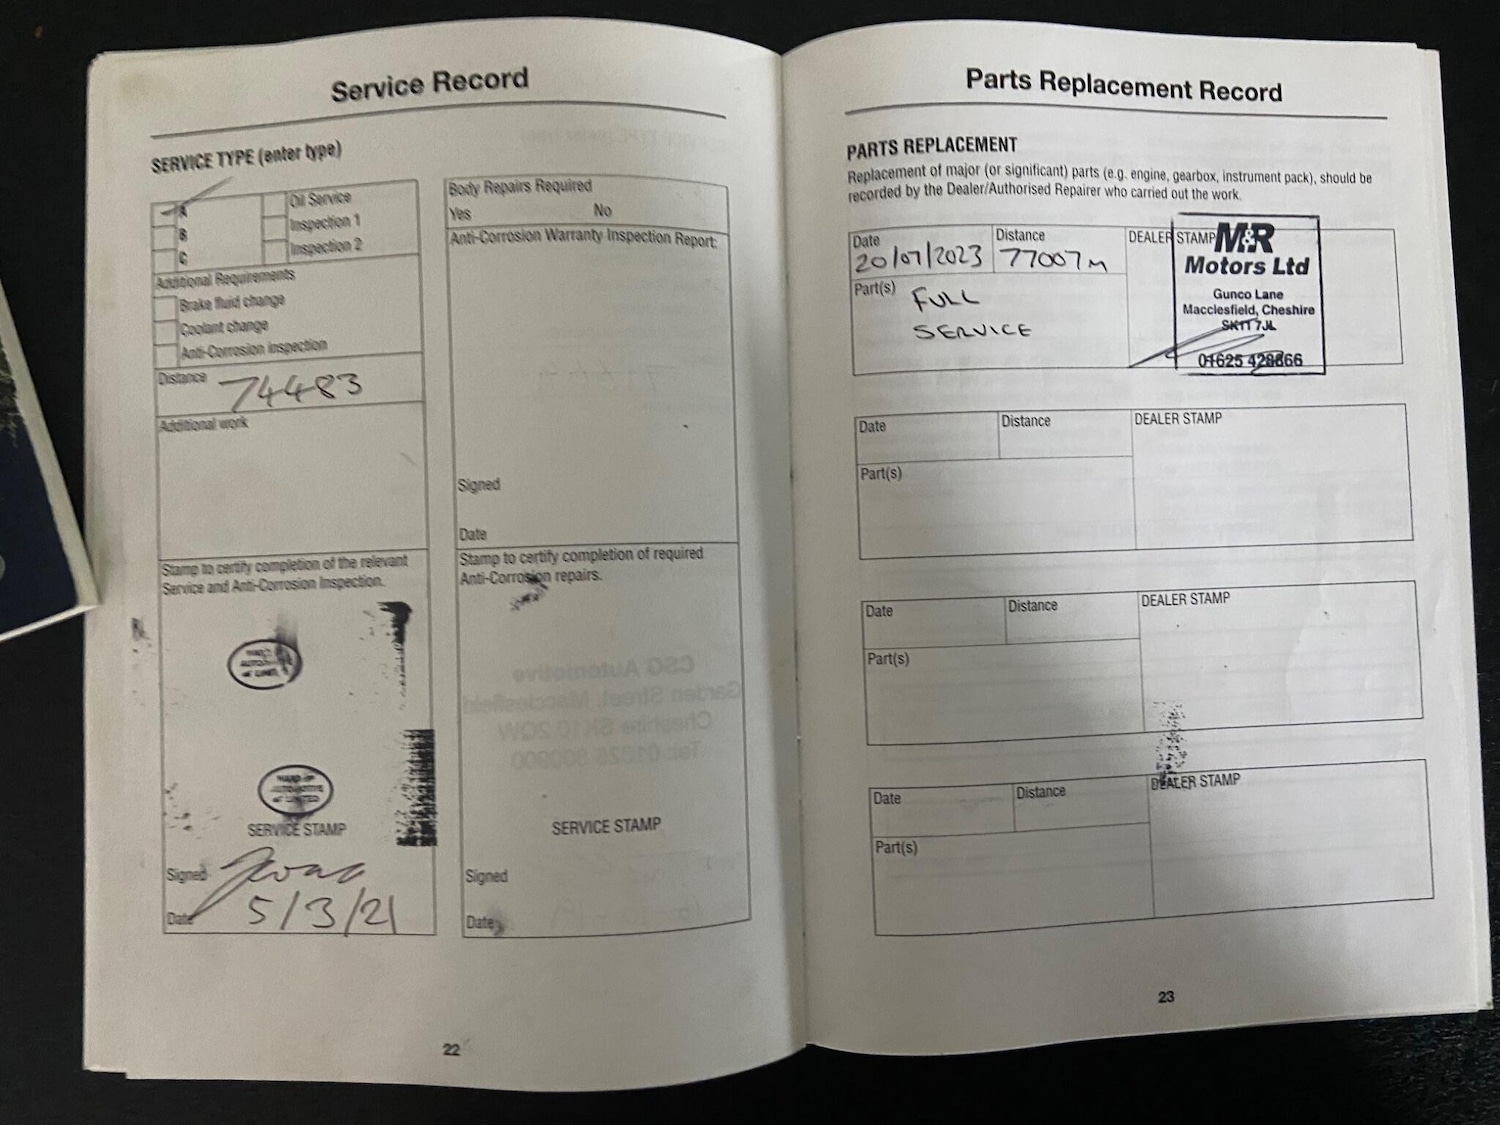 Service Record
SERVICE TYPE (enter type)
A
B
C
Oil Service
Inspection 1
Inspection 2
Additional Requirements
Brake fluid change
Coolant change
Anti-Corrosion inspection
Distance 74483
Additional work
Stamp to certify completion of the relevant
Service and Anti-Corrosion Inspection.
SERVICE STAMP
Signed
Date 5/3/21
Body Repairs Required
Yes No
Anti-Corrosion Warranty Inspection Report:
Signed
Date
Stamp to certify completion of required
Anti-Corrosion repairs.
SERVICE STAMP
Signed
Date
22
Parts Replacement Record
PARTS REPLACEMENT
Replacement of major (or significant) parts (e.g. engine, gearbox, instrument pack), should be
recorded by the Dealer/Authorised Repairer who carried out the work.
Date
20/07/2023
Distance
77007m
Part(s) FULL
SERVICE
DEALER STAMP
M&R
Motors Ltd
Gunco Lane
Macclesfield, Cheshire
SK11 7JL
01625 428866
Date
Distance
DEALER STAMP
Part(s)
Date
Distance
DEALER STAMP
Part(s)
Date
Distance
DEALER STAMP
Part(s)
23